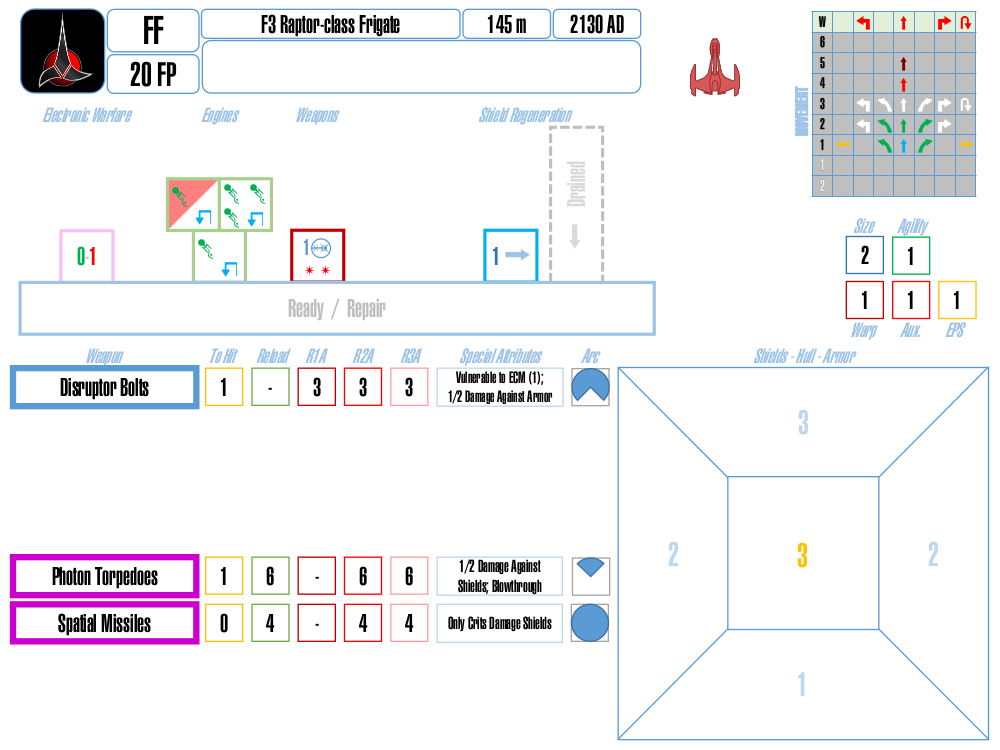 FF
F3 Raptor-class Frigate
145 m
2130 AD
20 FP
W
6
5
4
3
2
1
1
2
MOVEMENT
Electronic Warfare
Engines
Weapons
Shield Regeneration
Drained
0-1
1
1
Ready / Repair
Size
Agility
2
1
1
1
1
Warp
Aux.
EPS
Weapon
To Hit
Reload
R1A
R2A
R3A
Special Attributes
Arc
Shields - Hull - Armor
Disruptor Bolts
1
-
3
3
3
Vulnerable to ECM (1);
1/2 Damage Against Armor
Photon Torpedoes
1
6
-
6
6
1/2 Damage Against
Shields; Blowthrough
Spatial Missiles
0
4
-
4
4
Only Crits Damage Shields
3
2
3
2
1